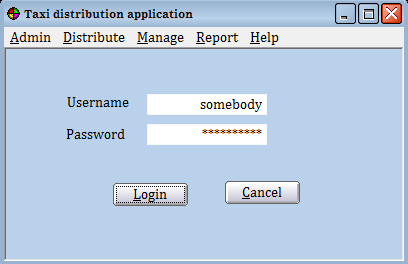 Taxi distribution application
Admin Distribute Manage Report Help
Username somebody
Password **********
Login Cancel